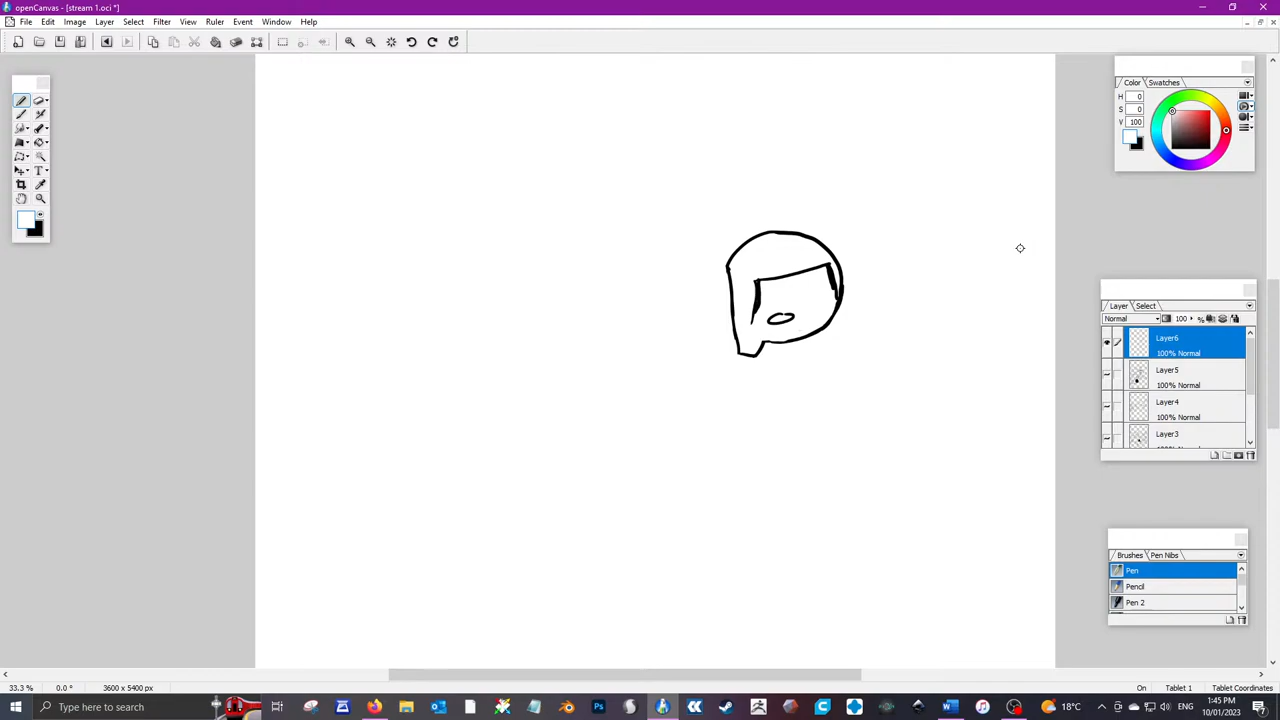 openCanvas - [stream 1.oci *]
File Edit Image Layer Select Filter View Ruler Event Window Help
Color Swatches
H 0
S 0
V 100
Layer Select
Normal 100 %
Layer6
100% Normal
Layer5
100% Normal
Layer4
100% Normal
Layer3
Brushes Pen Nibs
Pen
Pencil
Pen 2
33.3 % 0.0 ° 3600 x 5400 px On Tablet 1 Tablet Coordinates
Type here to search
18°C
ENG
1:45 PM
10/01/2023